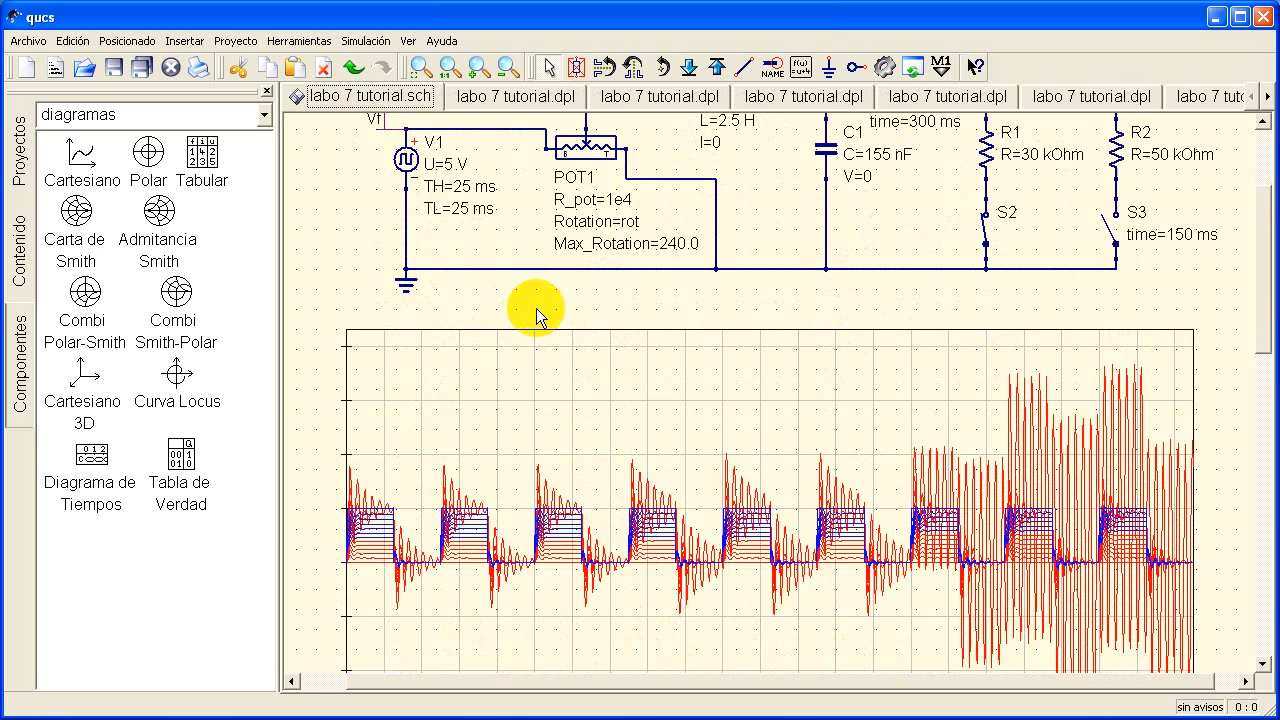 qucs
Archivo Edición Posicionado Insertar Proyecto Herramientas Simulación Ver Ayuda
NAME
f(u)
=u+4
M1
Proyectos
Contenido
Componentes
diagramas
Cartesiano Polar Tabular
Carta de Smith
Admitancia Smith
Combi Polar-Smith
Combi Smith-Polar
Cartesiano 3D
Curva Locus
Diagrama de Tiempos
Tabla de Verdad
labo 7 tutorial.sch labo 7 tutorial.dpl labo 7 tutorial.dpl labo 7 tutorial.dpl labo 7 tutorial.dpl labo 7 tutorial.dpl
Vf
V1
U=5 V
TH=25 ms
TL=25 ms
B T
POT1
R_pot=1e4
Rotation=rot
Max_Rotation=240.0
L=2.5 H
I=0
C1
C=155 nF
V=0
time=300 ms
R1
R=30 kOhm
S2
R2
R=50 kOhm
S3
time=150 ms
sin avisos 0 : 0